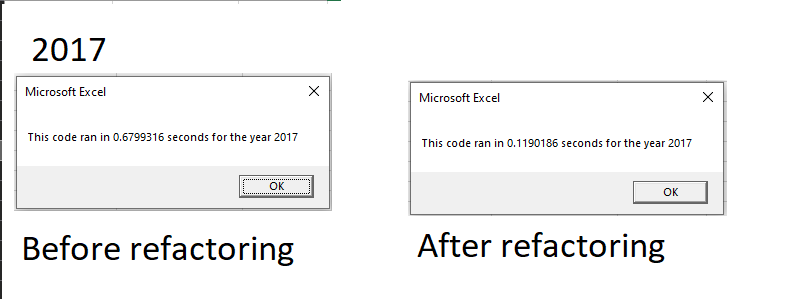 2017
Microsoft Excel
This code ran in 0.6799316 seconds for the year 2017
OK
Before refactoring
Microsoft Excel
This code ran in 0.1190186 seconds for the year 2017
OK
After refactoring